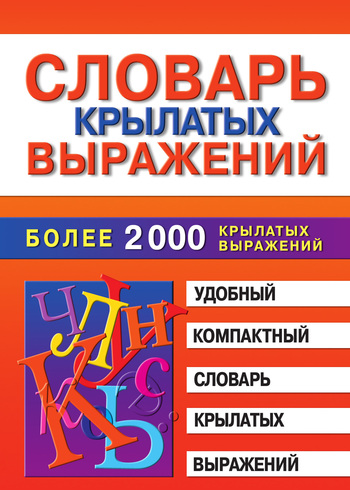 СЛОВАРЬ
КРЫЛАТЫХ
ВЫРАЖЕНИЙ
БОЛЕЕ 2000 КРЫЛАТЫХ
ВЫРАЖЕНИЙ
УДОБНЫЙ
КОМПАКТНЫЙ
СЛОВАРЬ
КРЫЛАТЫХ
ВЫРАЖЕНИЙ